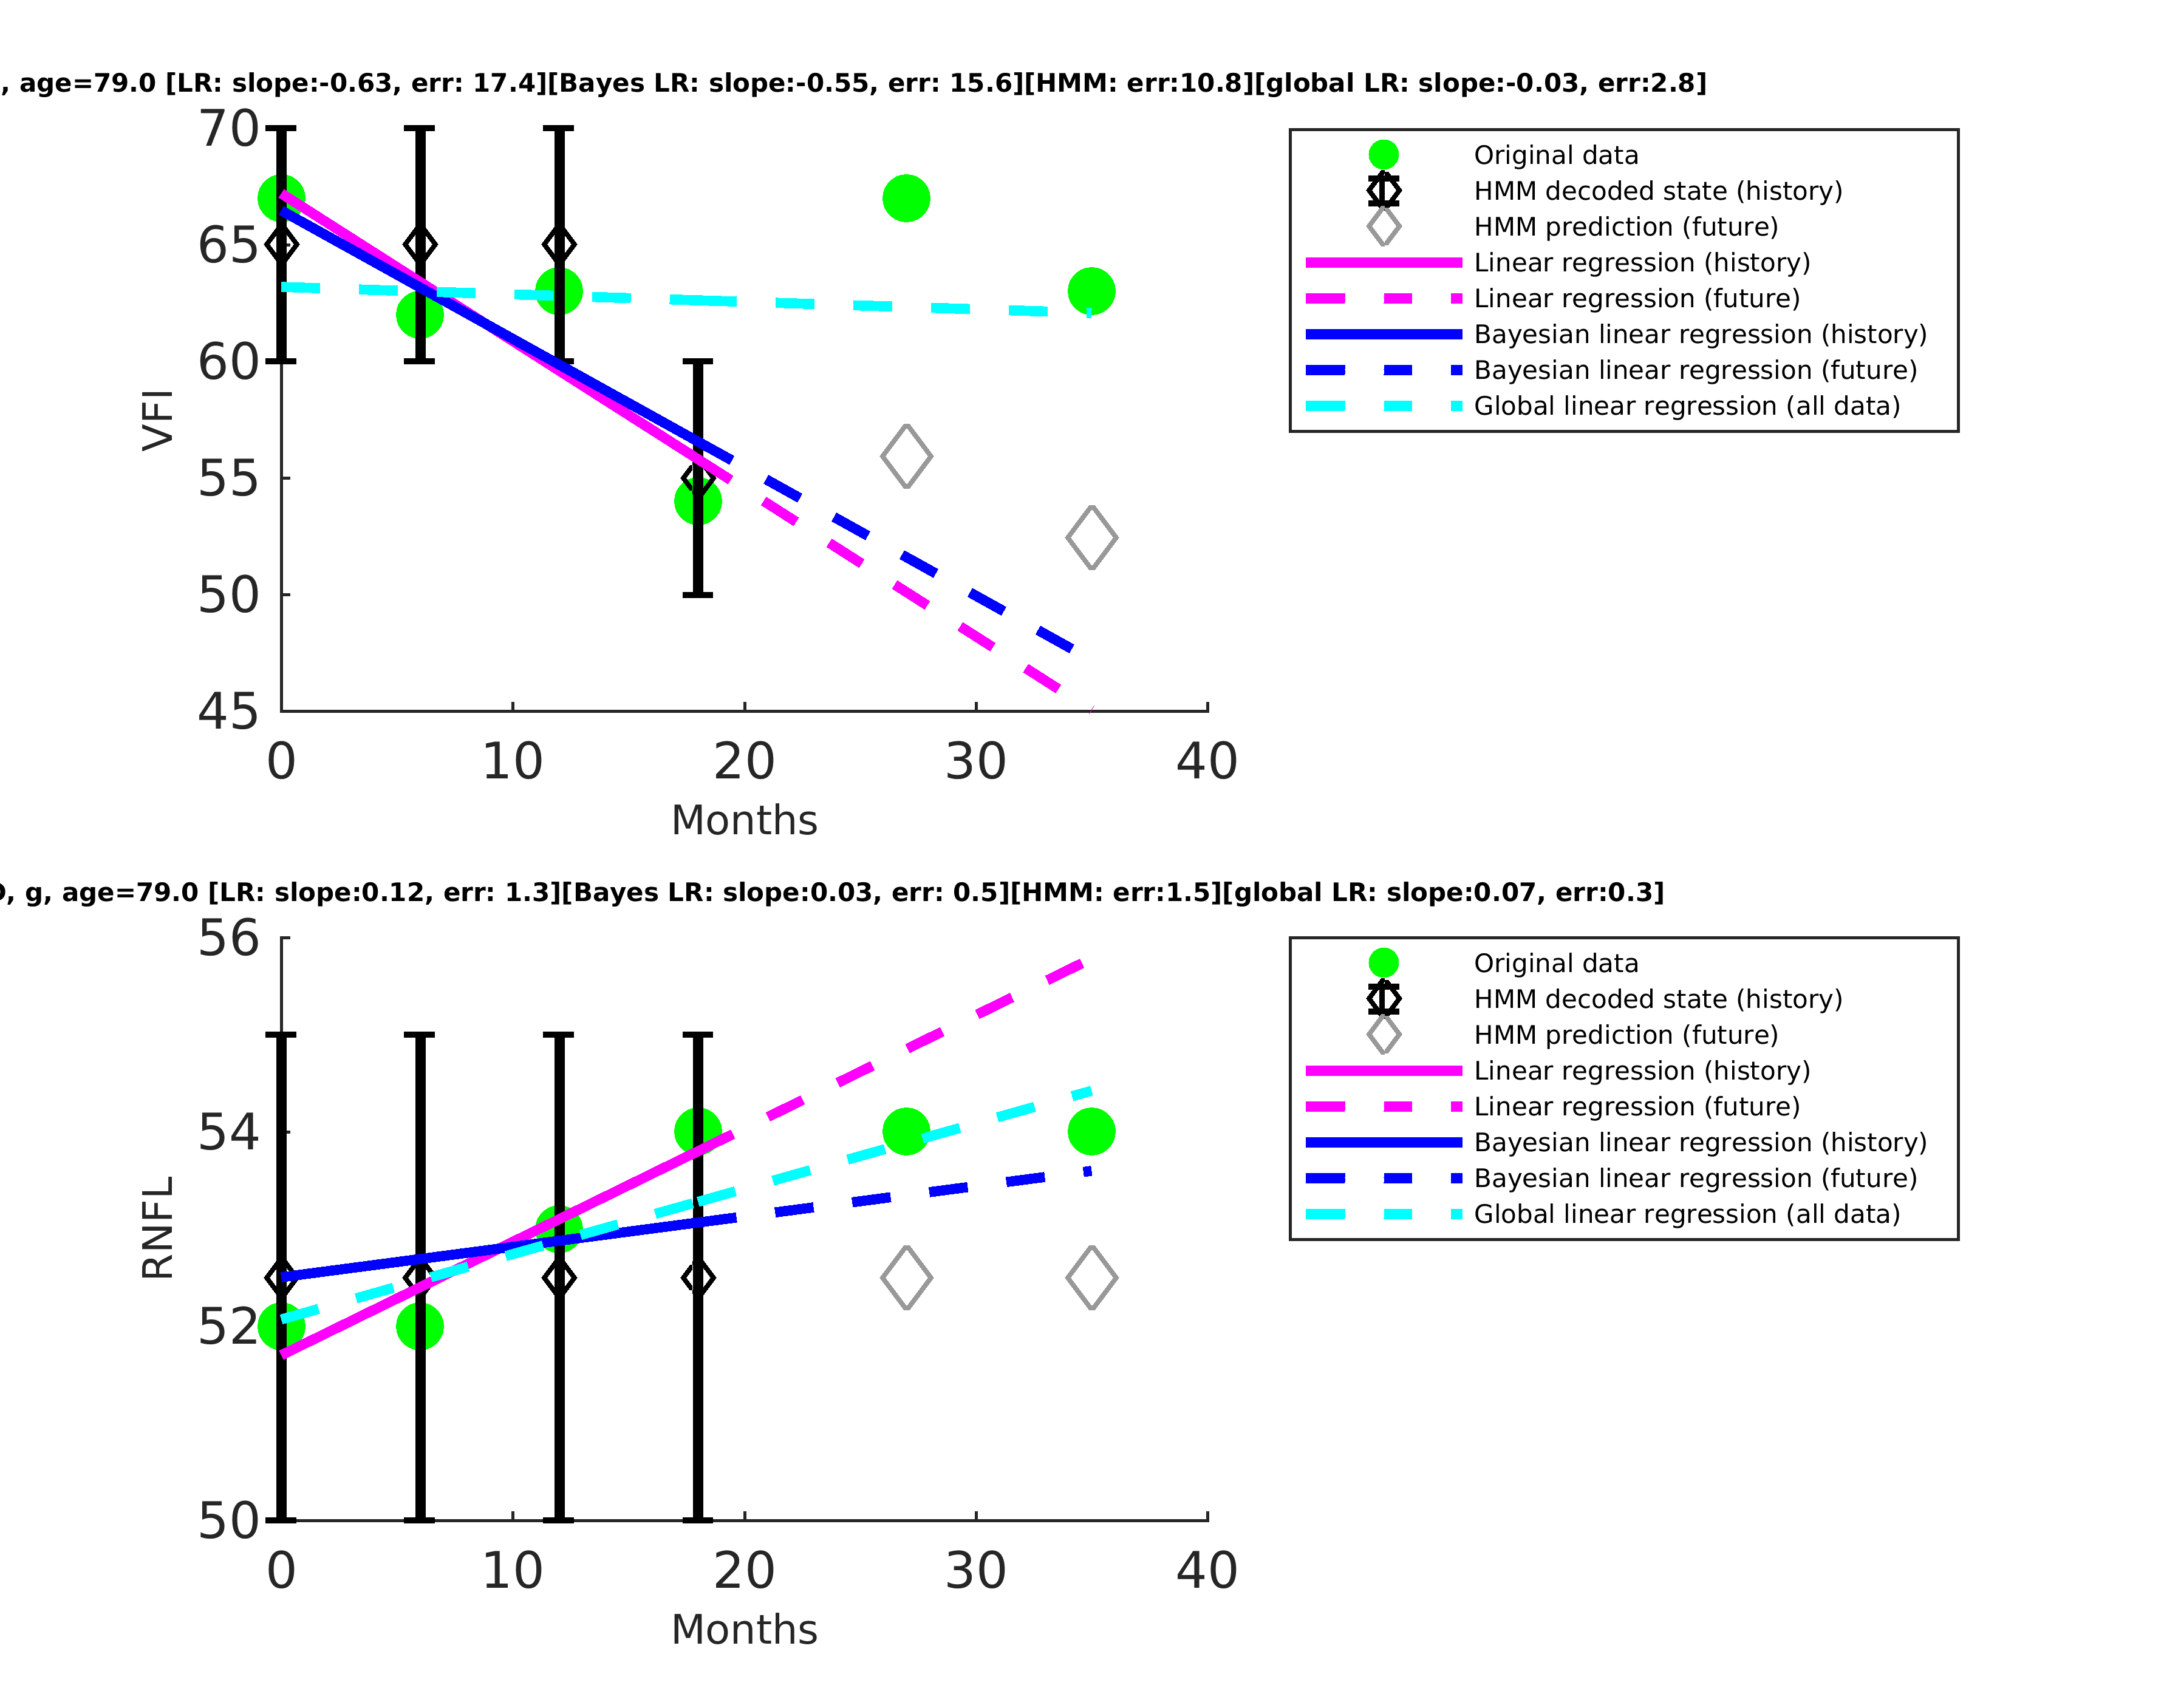 , age=79.0 [LR: slope:-0.63, err: 17.4][Bayes LR: slope:-0.55, err: 15.6][HMM: err:10.8][global LR: slope:-0.03, err:2.8]
70
65
60
55
50
45
VFI
0 10 20 30 40
Months
Original data
HMM decoded state (history)
HMM prediction (future)
Linear regression (history)
Linear regression (future)
Bayesian linear regression (history)
Bayesian linear regression (future)
Global linear regression (all data)
, g, age=79.0 [LR: slope:0.12, err: 1.3][Bayes LR: slope:0.03, err: 0.5][HMM: err:1.5][global LR: slope:0.07, err:0.3]
56
54
52
50
RNFL
0 10 20 30 40
Months
Original data
HMM decoded state (history)
HMM prediction (future)
Linear regression (history)
Linear regression (future)
Bayesian linear regression (history)
Bayesian linear regression (future)
Global linear regression (all data)